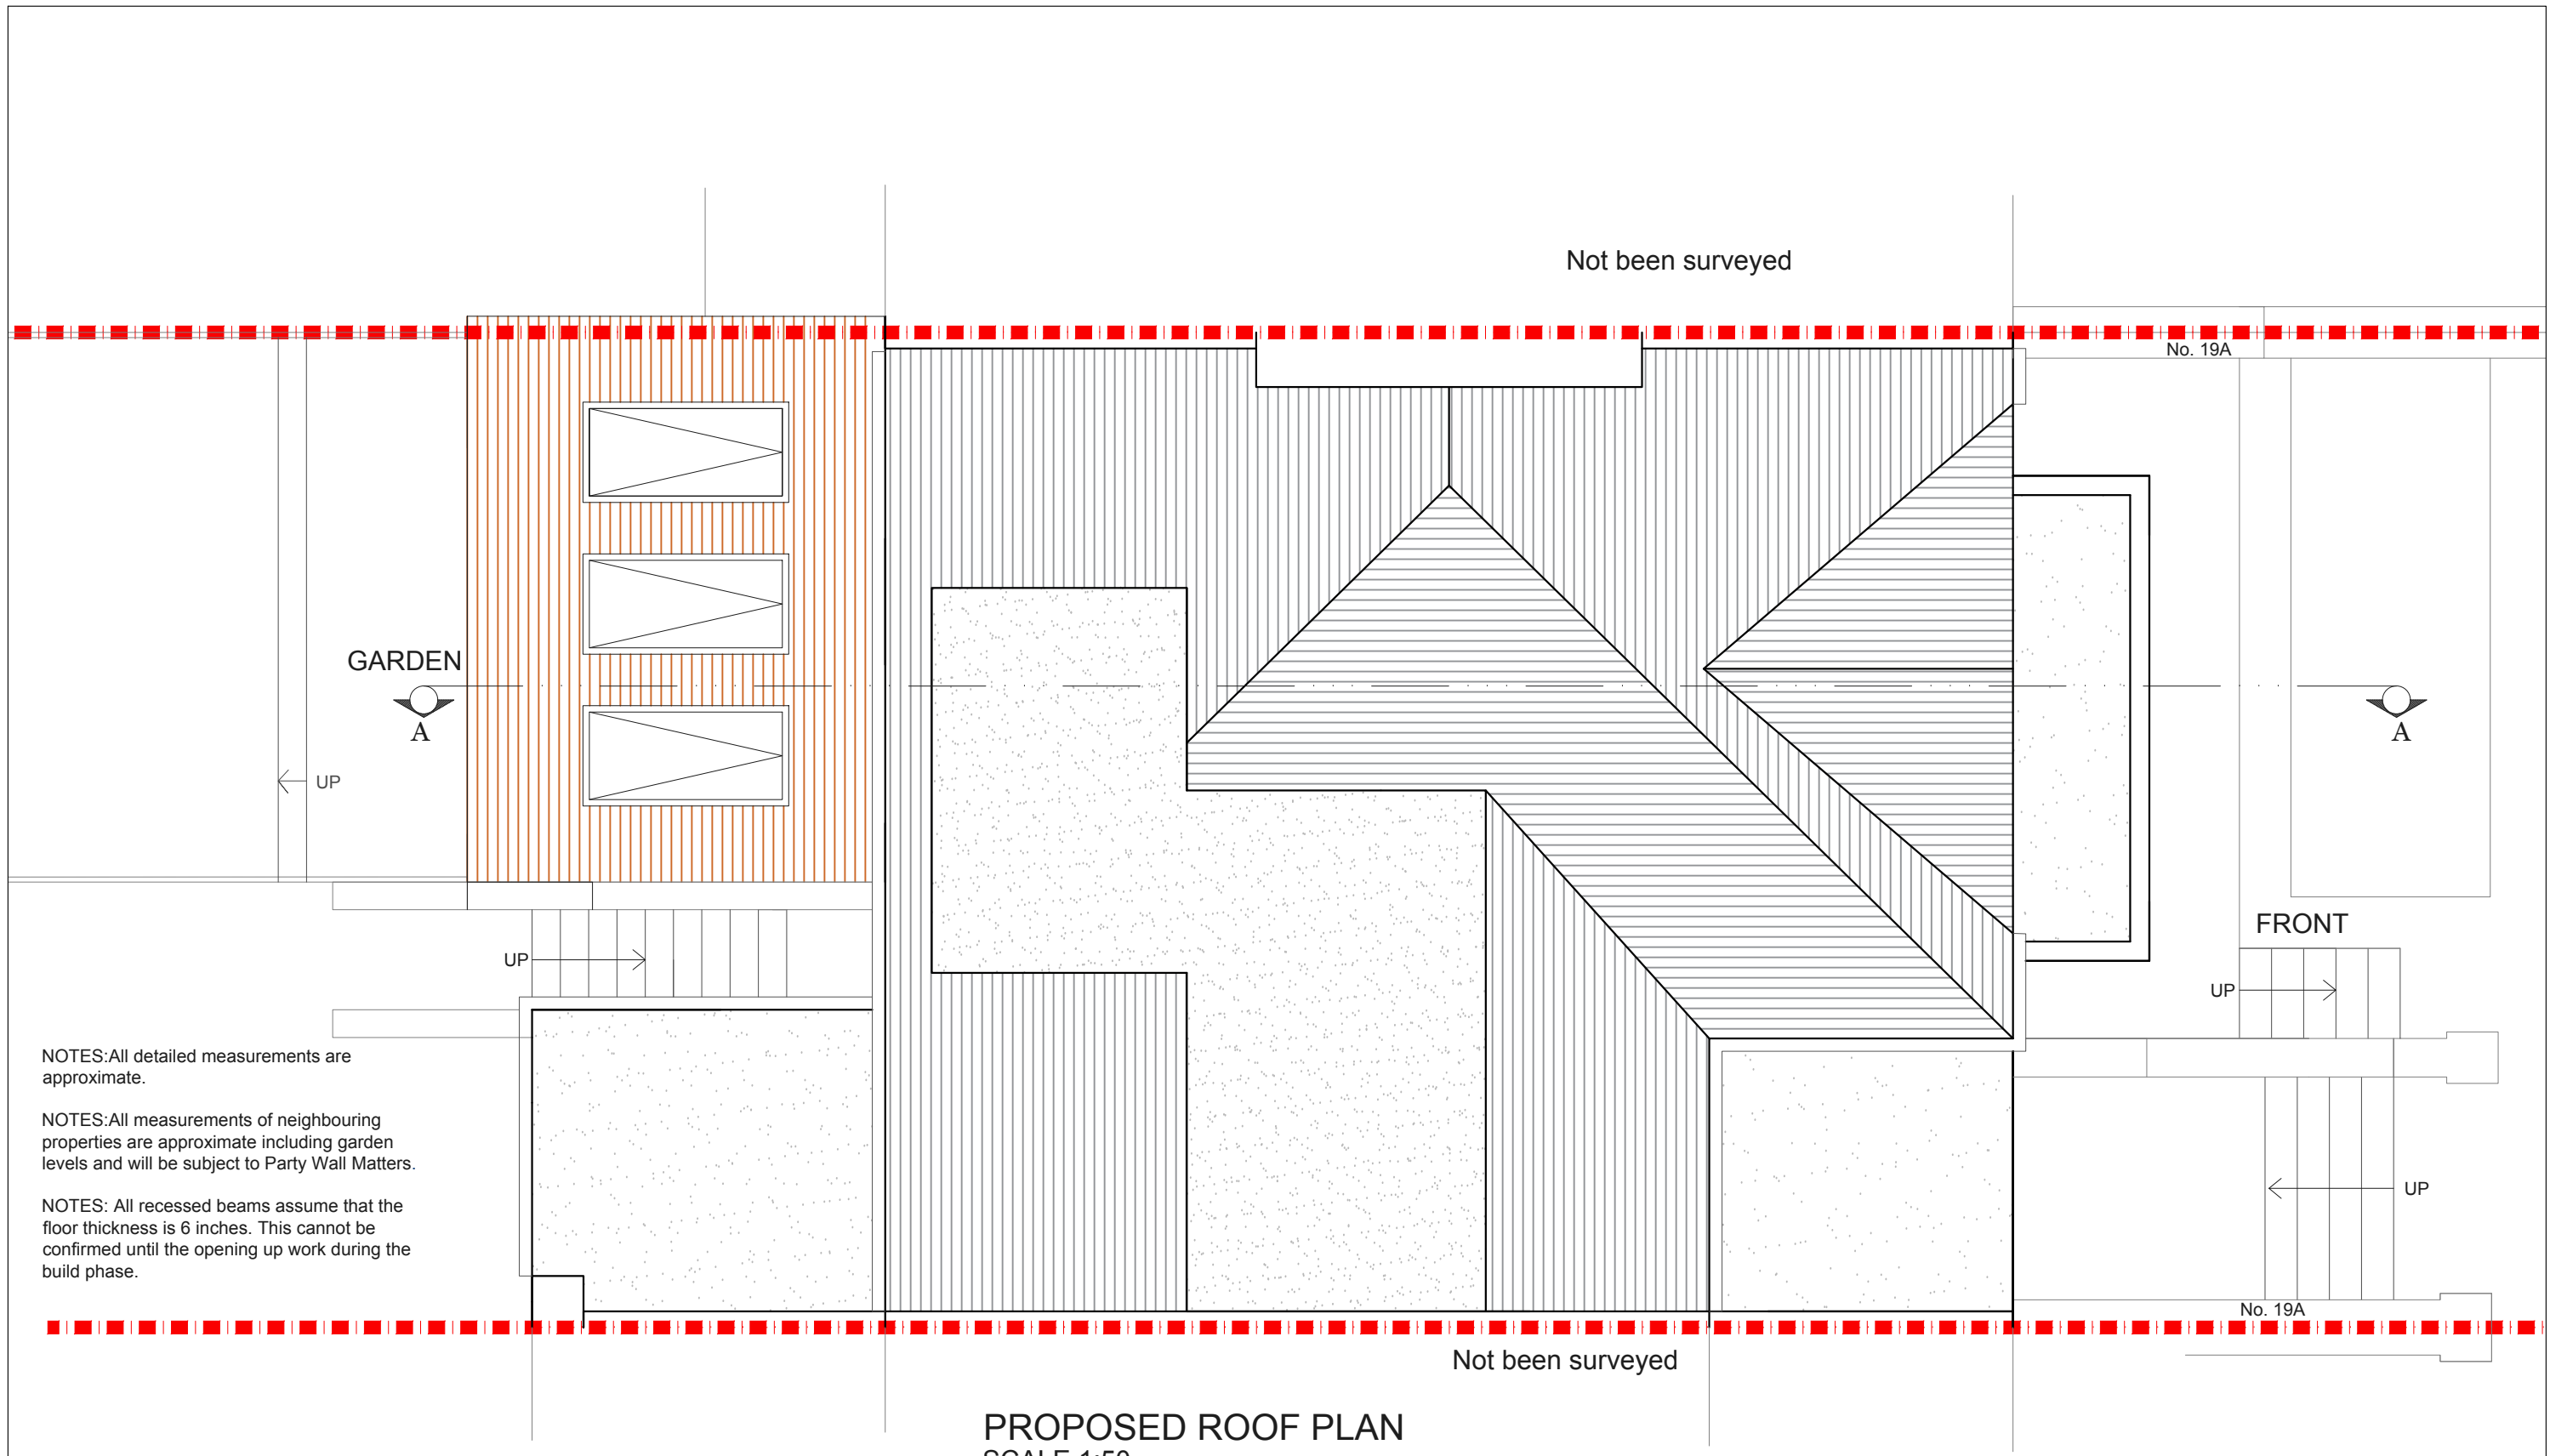 Not been surveyed
No. 19A
GARDEN
A
A
UP
FRONT
UP
UP
NOTES:All detailed measurements are
approximate.
NOTES:All measurements of neighbouring
properties are approximate including garden
levels and will be subject to Party Wall Matters.
NOTES: All recessed beams assume that the
floor thickness is 6 inches. This cannot be
confirmed until the opening up work during the
build phase.
UP
No. 19A
Not been surveyed
PROPOSED ROOF PLAN
SCALE 1:50